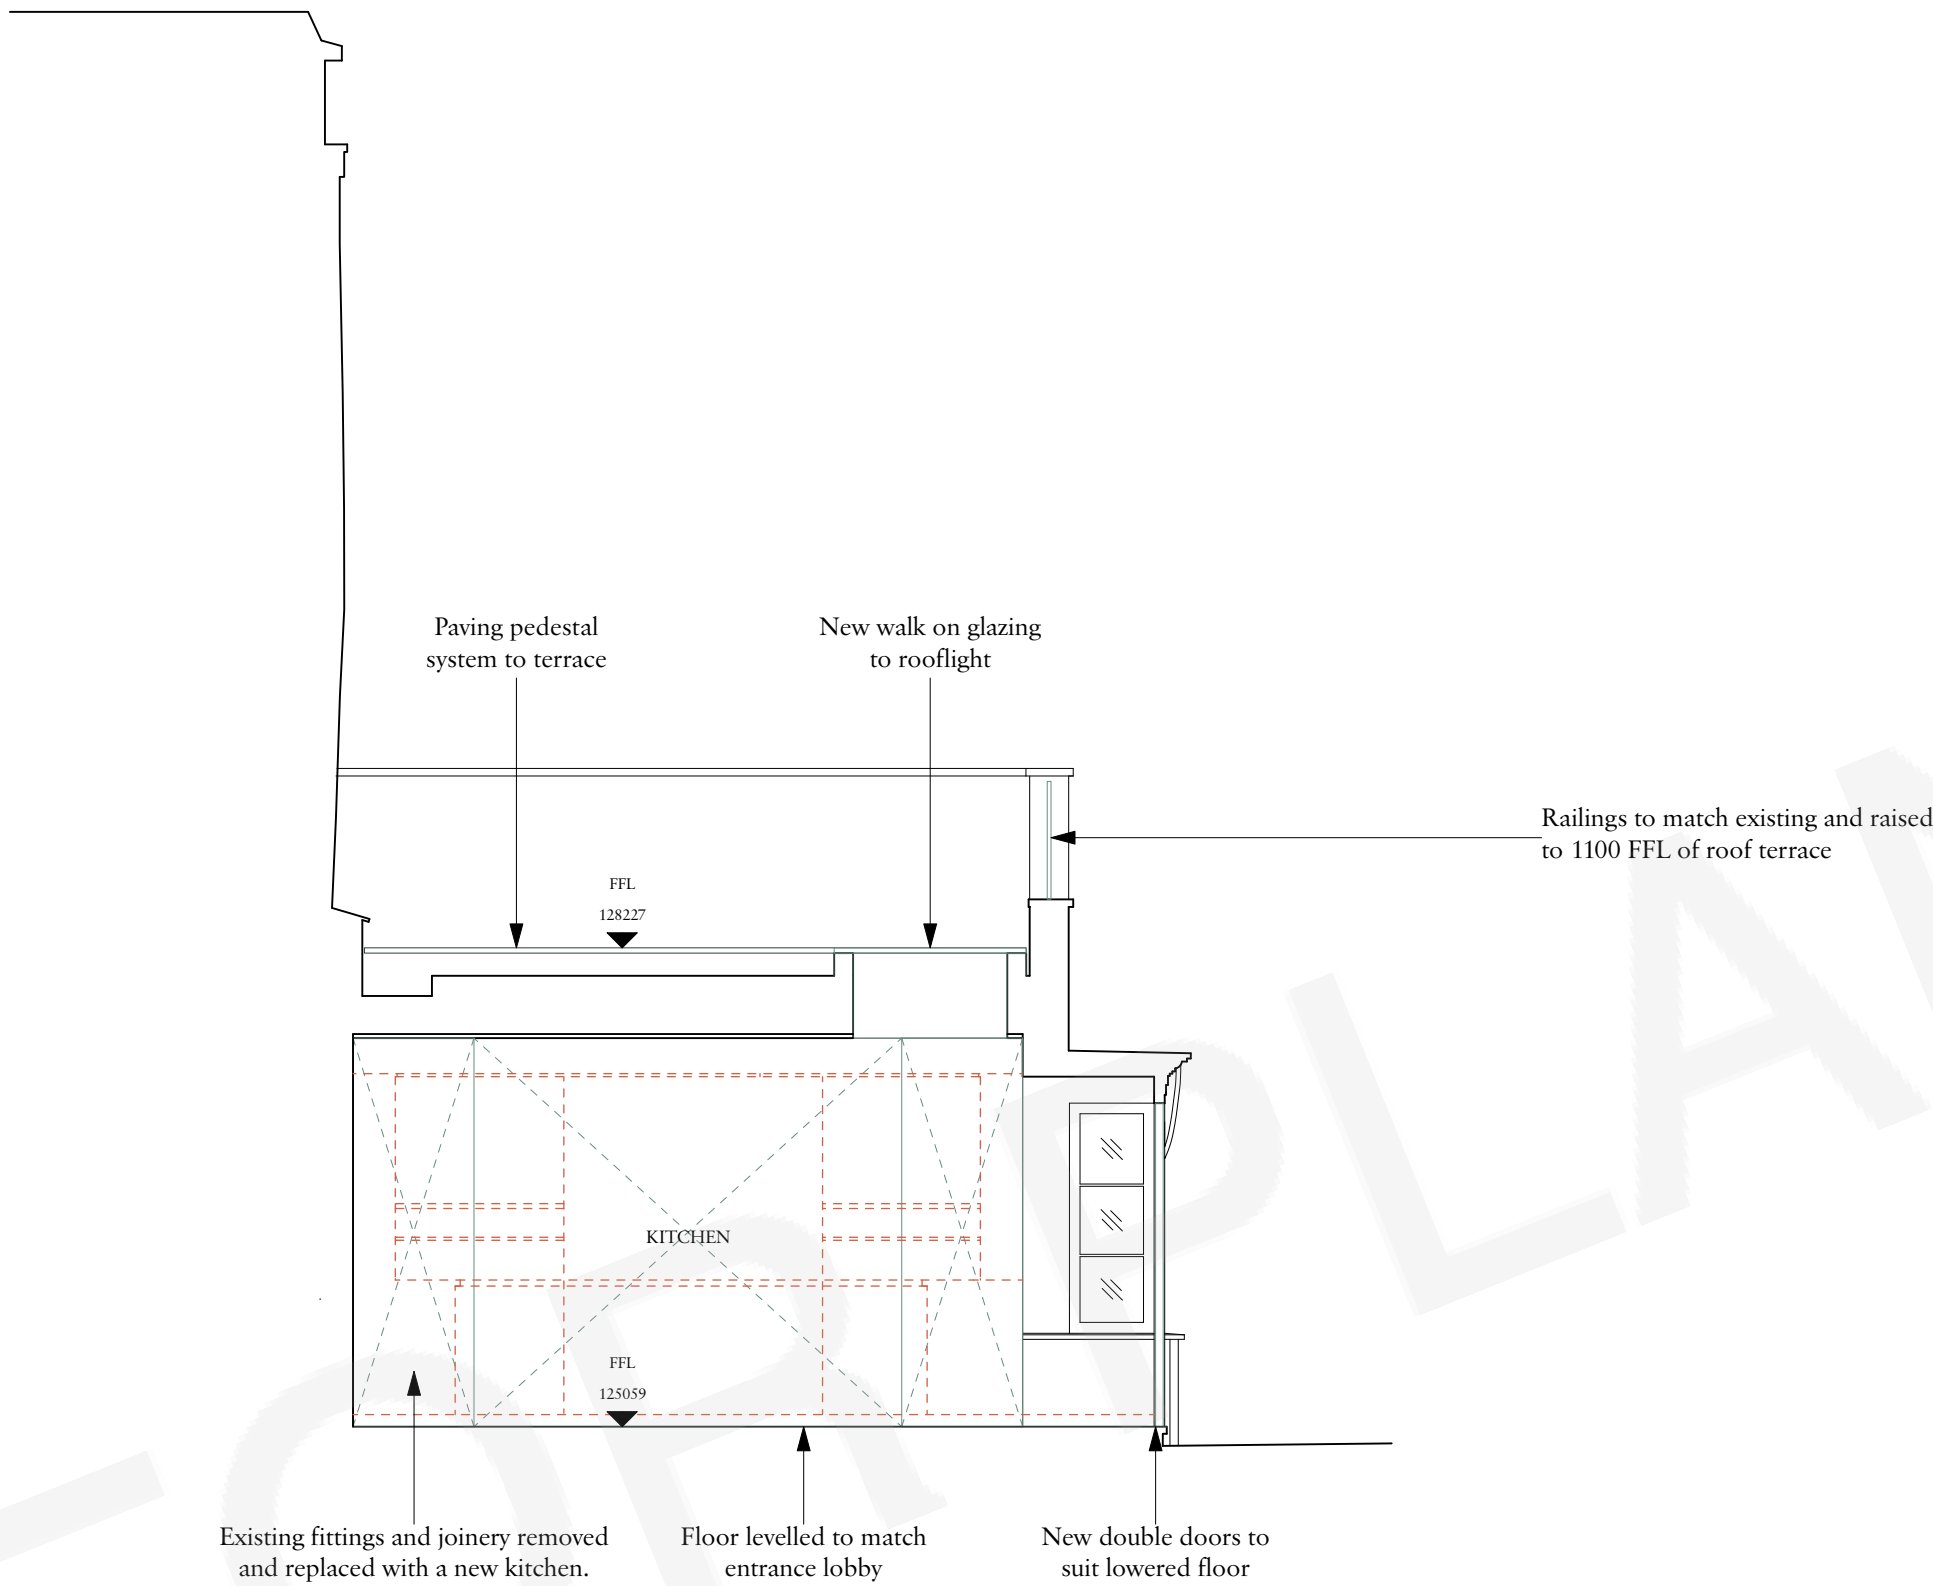 Paving pedestal
system to terrace
New walk on glazing
to rooflight
Railings to match existing and raised
to 1100 FFL of roof terrace
FFL
128227
KITCHEN
FFL
125059
Existing fittings and joinery removed
and replaced with a new kitchen.
Floor levelled to match
entrance lobby
New double doors to
suit lowered floor
FOR PLAN